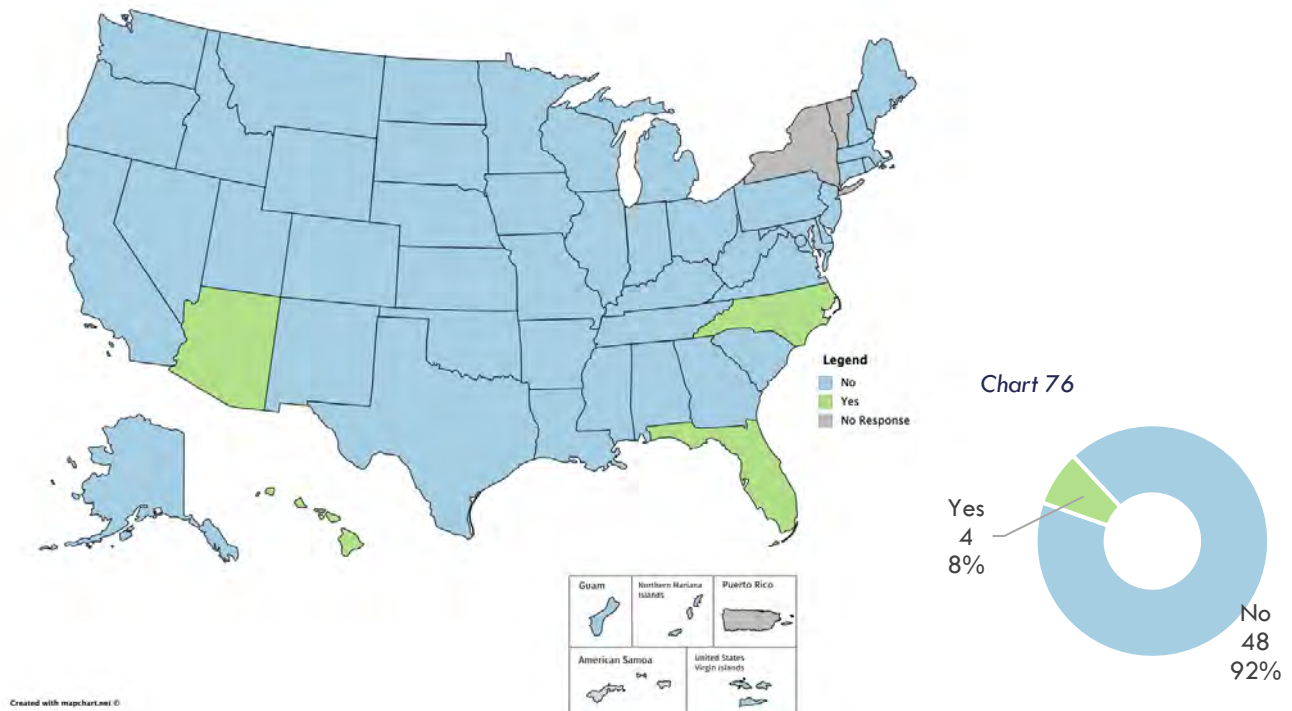 Legend
No
Yes
No Response
Chart 76
Yes
4
8%
No
48
92%
Guam
Northern Mariana
Islands
Puerto Rico
American Samoa
United States
Virgin Islands
Created with mapchart.net ©